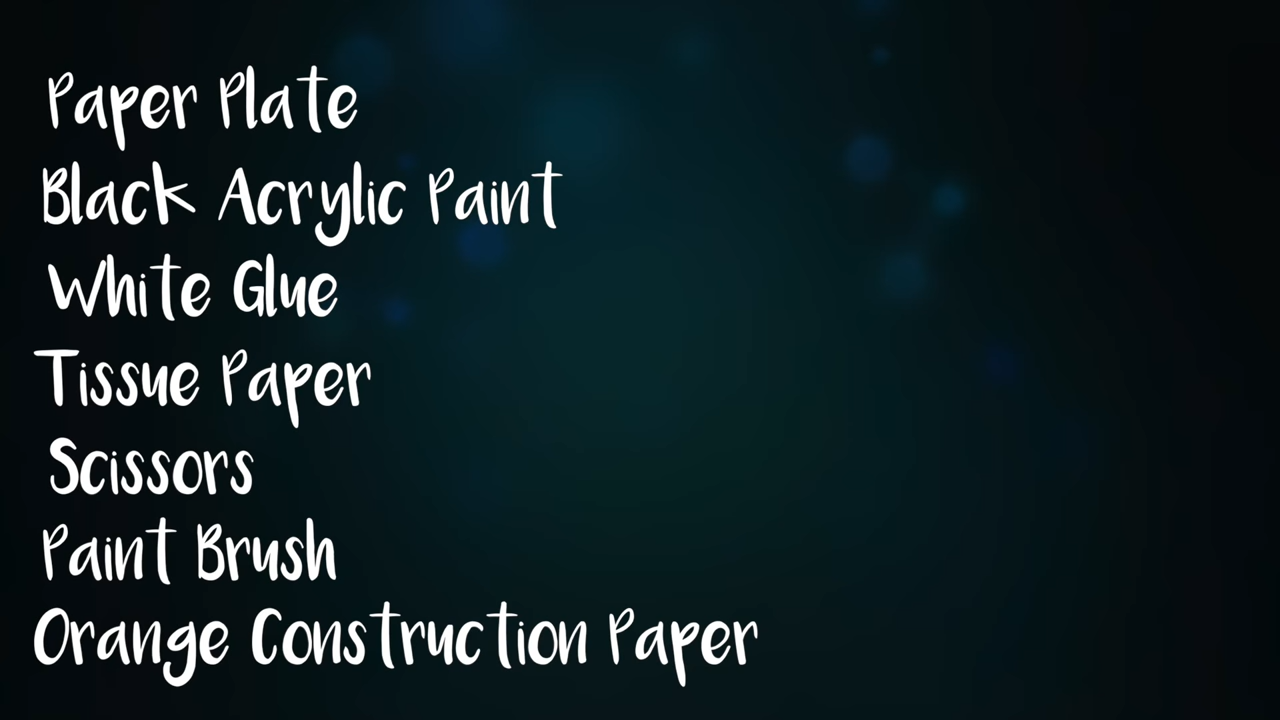 Paper Plate
Black Acrylic Paint
White Glue
Tissue Paper
Scissors
Paint Brush
Orange Construction Paper